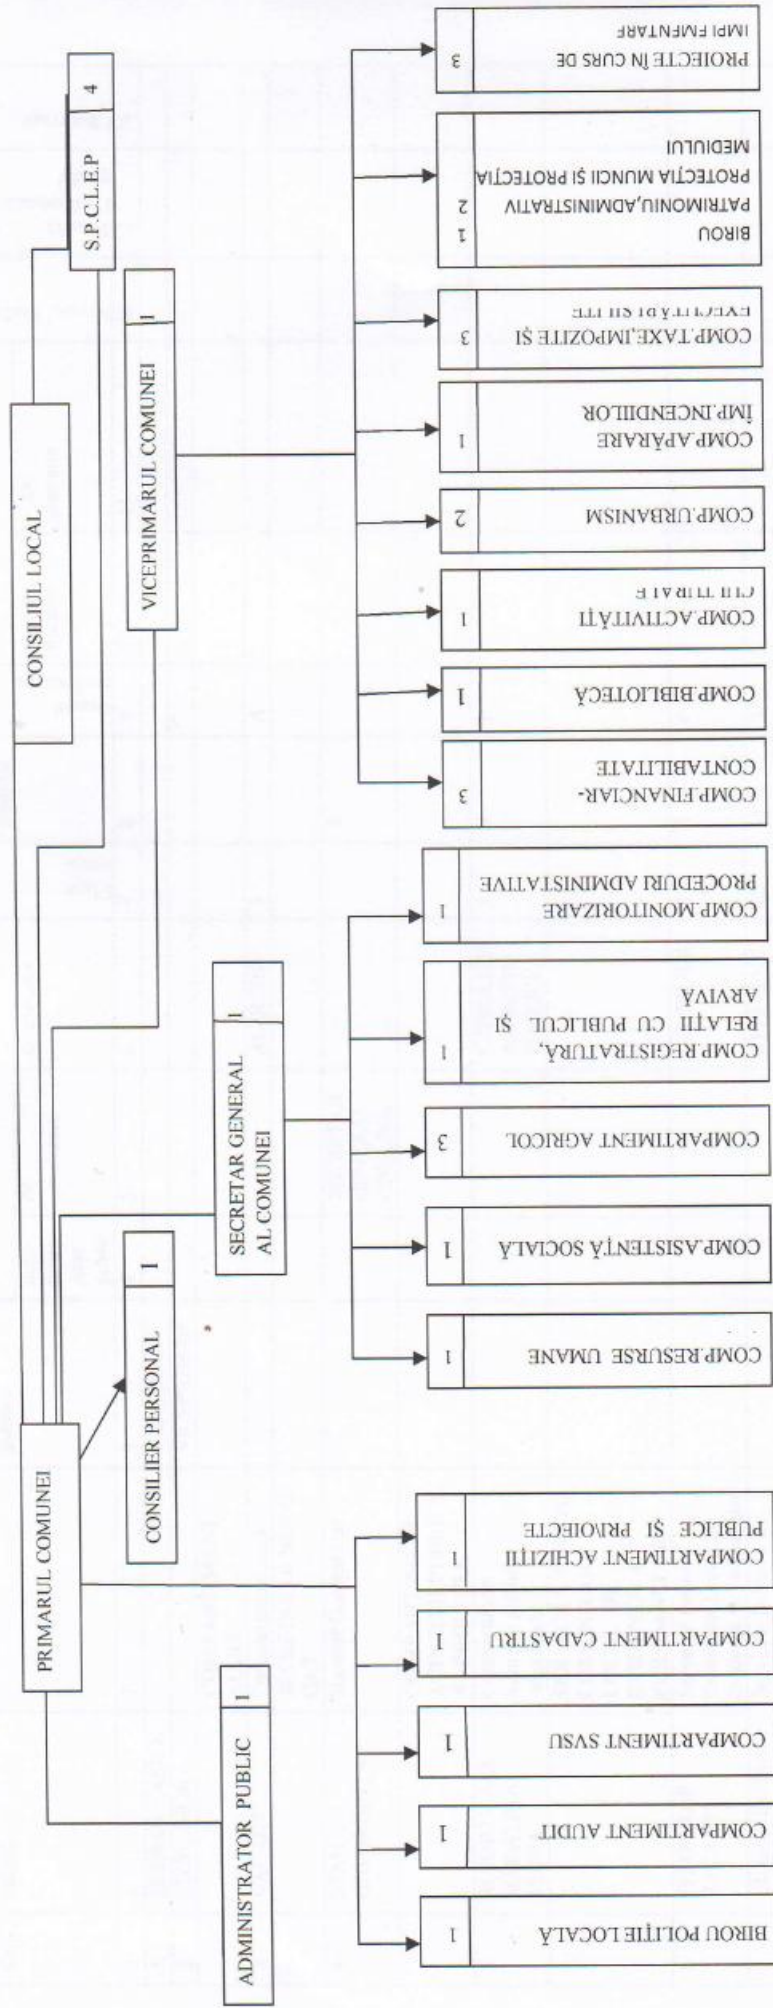 PRIMARUL COMUNEI
CONSILIUL LOCAL
S.P.C.L.E.P
4
CONSILIER PERSONAL
1
VICEPRIMARUL COMUNEI
1
ADMINISTRATOR PUBLIC
1
SECRETAR GENERAL
AL COMUNEI
1
BIROU POLIȚIE LOCALĂ
1
COMPARTIMENT AUDIT
1
COMPARTIMENT SVSU
1
COMPARTIMENT CADASTRU
1
COMPARTIMENT ACHIZIȚII
PUBLICE ȘI
1
COMP.RESURSE UMANE
1
COMP.ASISTENȚĂ SOCIALĂ
1
COMPARTIMENT AGRICOL
3
COMP.REGISTRATURĂ,
RELAȚII CU PUBLICUL ȘI
ARVIVĂ
1
COMP.MONITORIZARE
PROCEDURI ADMINISTATIVE
1
COMP.FINANCIAR-
CONTABILITATE
3
COMP.BIBLIOTECĂ
1
COMP.ACTIVITĂȚI
CULTURALE
1
COMP.URBANISM
2
COMP.APĂRARE
ÎMP.INCENDIILOR
1
COMP.TAXE,IMPOZITE ȘI
EXECUTĂRI SILITE
3
BIROU 1
PATRIMONIU,ADMINISTRATIV 2
PROTECȚIA MUNCII ȘI PROTECȚIA
MEDIULUI
PROIECTE ÎN CURS DE
IMPLEMENTARE
3